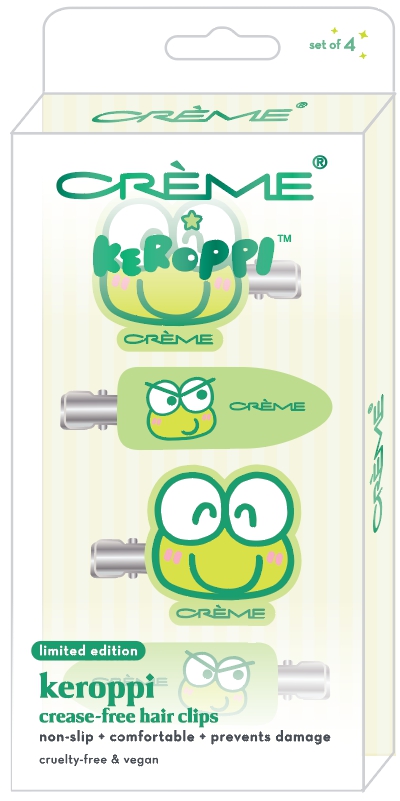 set of 4
CRÈME®
CRÈME®
KEROPPI™
CRÈME
CRÈME
CRÈME
CRÈME
limited edition
CRÈME
keroppi
crease-free hair clips
non-slip + comfortable + prevents damage
cruelty-free & vegan